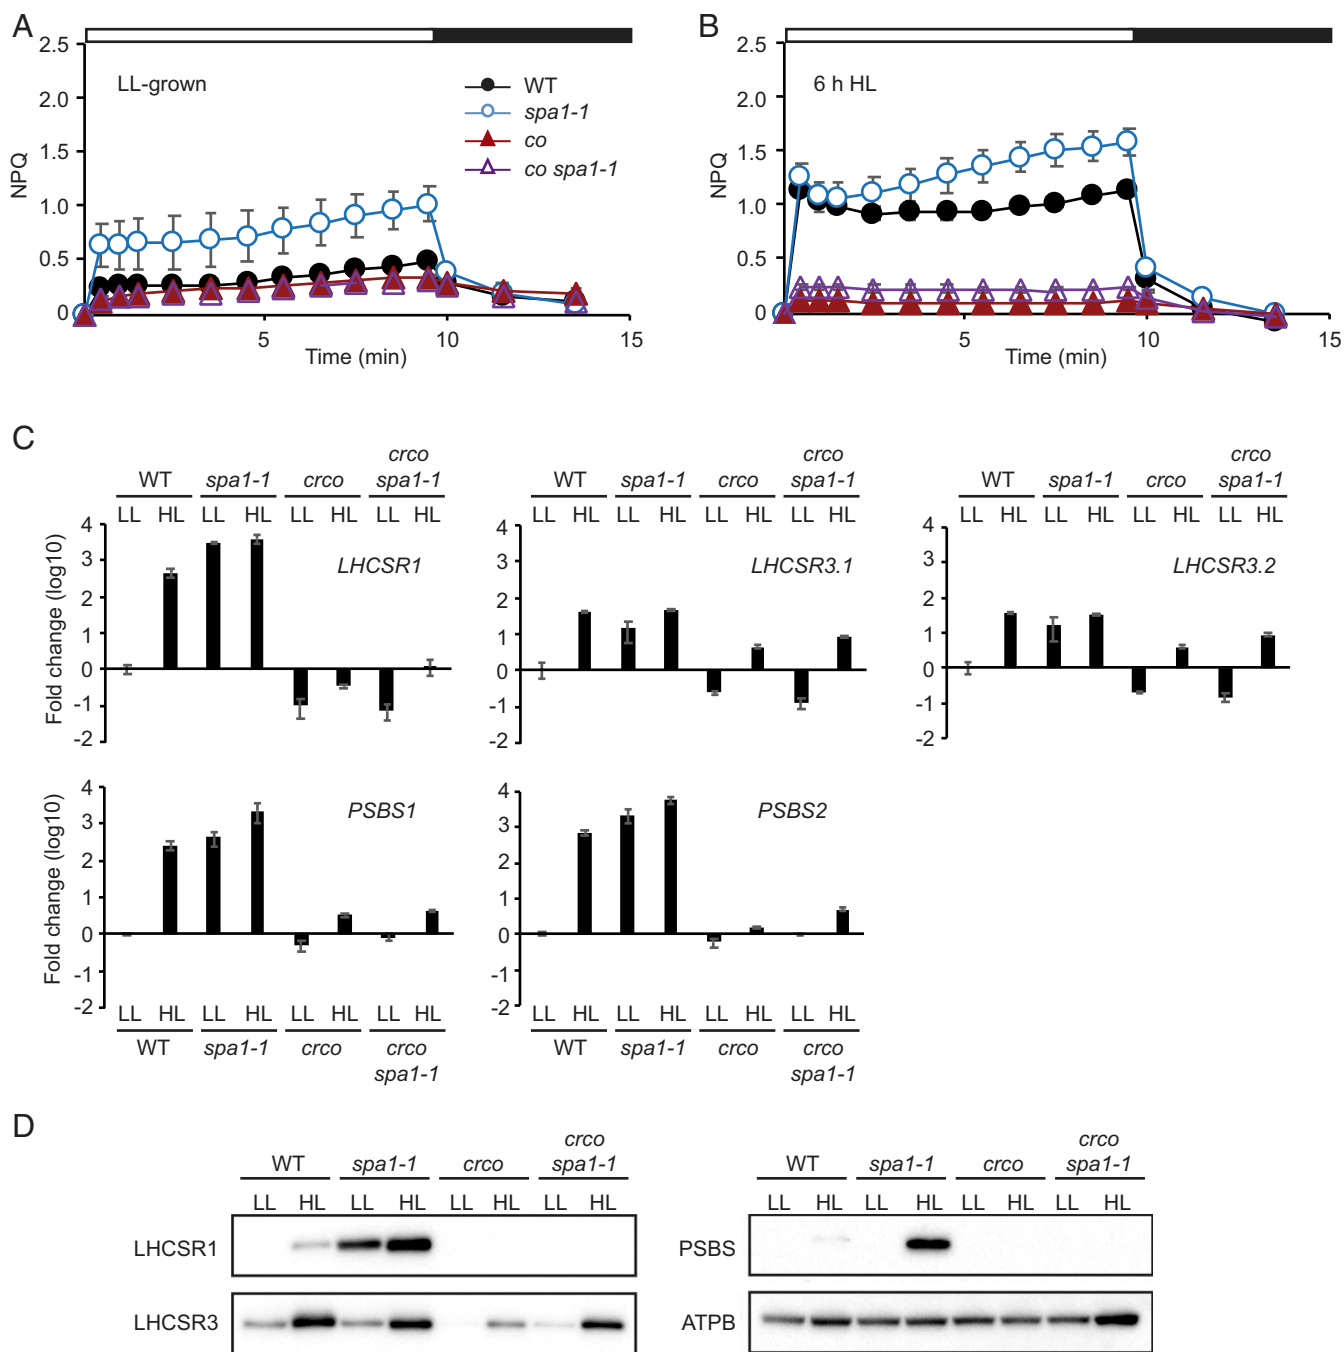 A
B
2.5
2.0
1.5
1.0
0.5
0
NPQ
LL-grown
WT
spa1-1
co
co spa1-1
5
10
15
Time (min)
2.5
2.0
1.5
1.0
0.5
0
NPQ
6 h HL
5
10
15
Time (min)
C
WT spa1-1 crco crco spa1-1
LL HL LL HL LL HL LL HL
4
3
2
1
0
-1
-2
Fold change (log10)
LHCSR1
WT spa1-1 crco crco spa1-1
LL HL LL HL LL HL LL HL
4
3
2
1
0
-1
-2
LHCSR3.1
WT spa1-1 crco crco spa1-1
LL HL LL HL LL HL LL HL
4
3
2
1
0
-1
-2
LHCSR3.2
4
3
2
1
0
-1
-2
Fold change (log10)
PSBS1
LL HL LL HL LL HL LL HL
WT spa1-1 crco crco
spa1-1
4
3
2
1
0
-1
-2
PSBS2
LL HL LL HL LL HL LL HL
WT spa1-1 crco crco
spa1-1
D
crco
WT spa1-1 crco spa1-1
LL HL LL HL LL HL LL HL
LHCSR1
LHCSR3
crco
WT spa1-1 crco spa1-1
LL HL LL HL LL HL LL HL
PSBS
ATPB